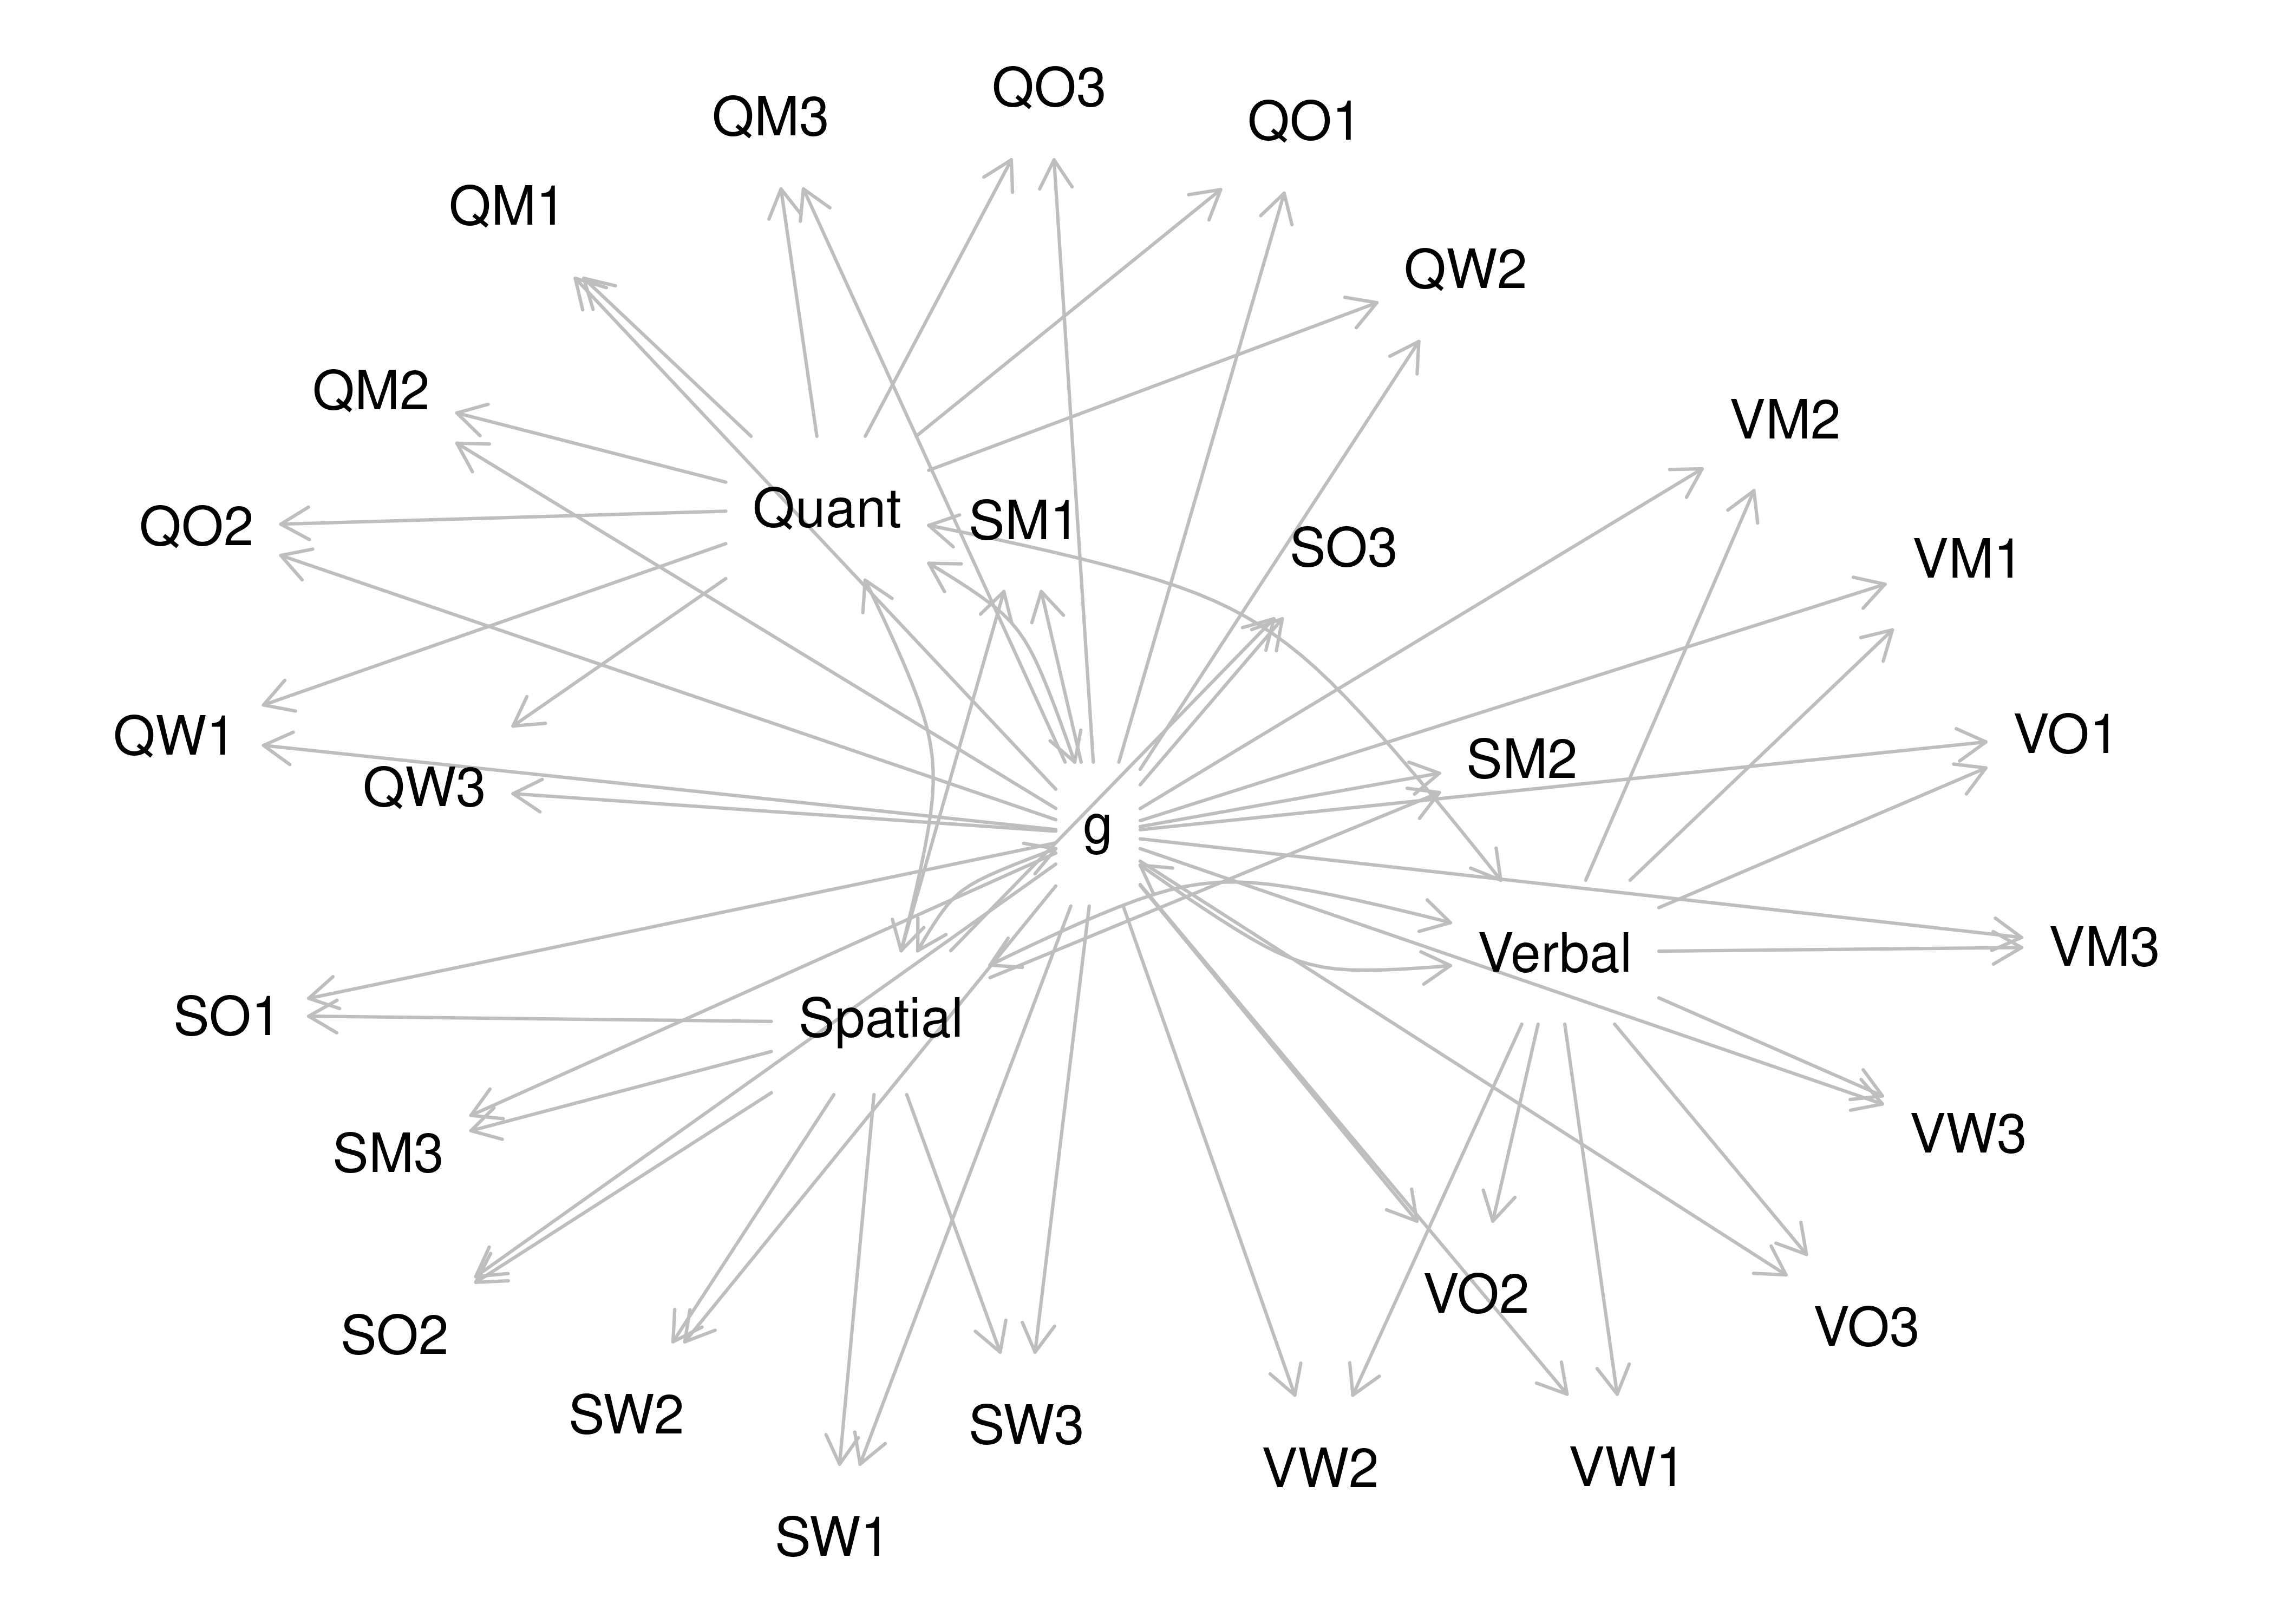 QO3
QM3
QO1
QM1
QW2
QM2
VM2
Quant
SM1
QO2
SO3
VM1
QW1
VO1
SM2
QW3
g
VM3
Verbal
SO1
Spatial
VW3
SM3
VO2
VO3
SO2
SW2
SW3
VW2
VW1
SW1